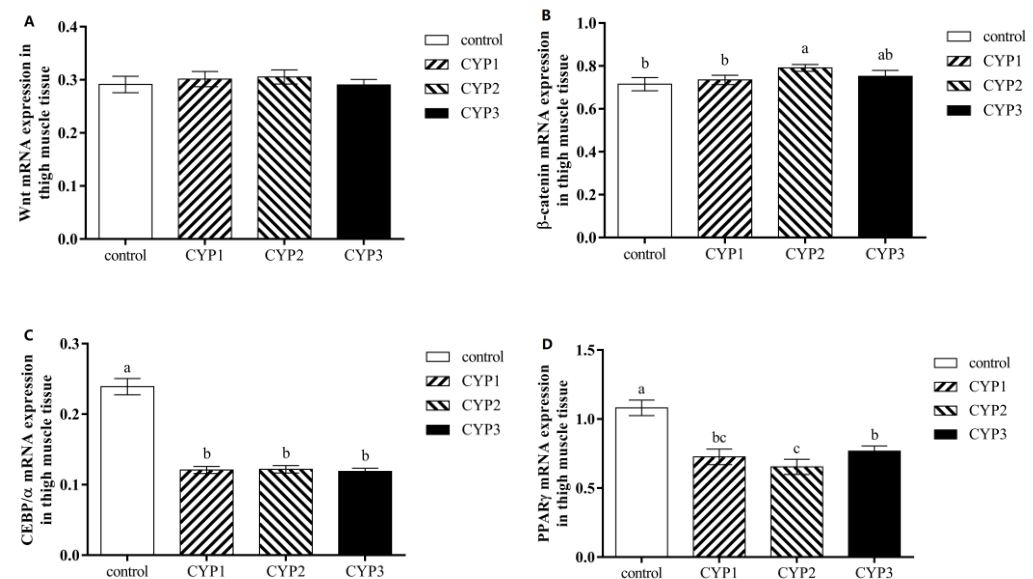 A
Wnt mRNA expression in
thigh muscle tissue
0.4
0.3
0.2
0.1
0.0
control
CYP1
CYP2
CYP3
control
CYP1
CYP2
CYP3
B
β-catenin mRNA expression
in thigh muscle tissue
1.0
0.8
0.6
0.4
0.2
0.0
b
b
a
ab
control
CYP1
CYP2
CYP3
control
CYP1
CYP2
CYP3
C
CEBP/α mRNA expression
in thigh muscle tissue
0.3
0.2
0.1
0.0
a
b
b
b
control
CYP1
CYP2
CYP3
control
CYP1
CYP2
CYP3
D
PPARγ mRNA expression
in thigh muscle tissue
1.5
1.0
0.5
0.0
a
bc
c
b
control
CYP1
CYP2
CYP3
control
CYP1
CYP2
CYP3